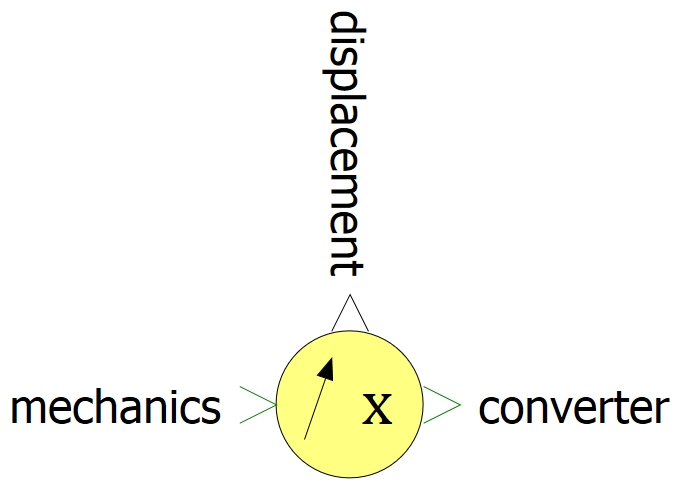 displacement
mechanics
x
converter